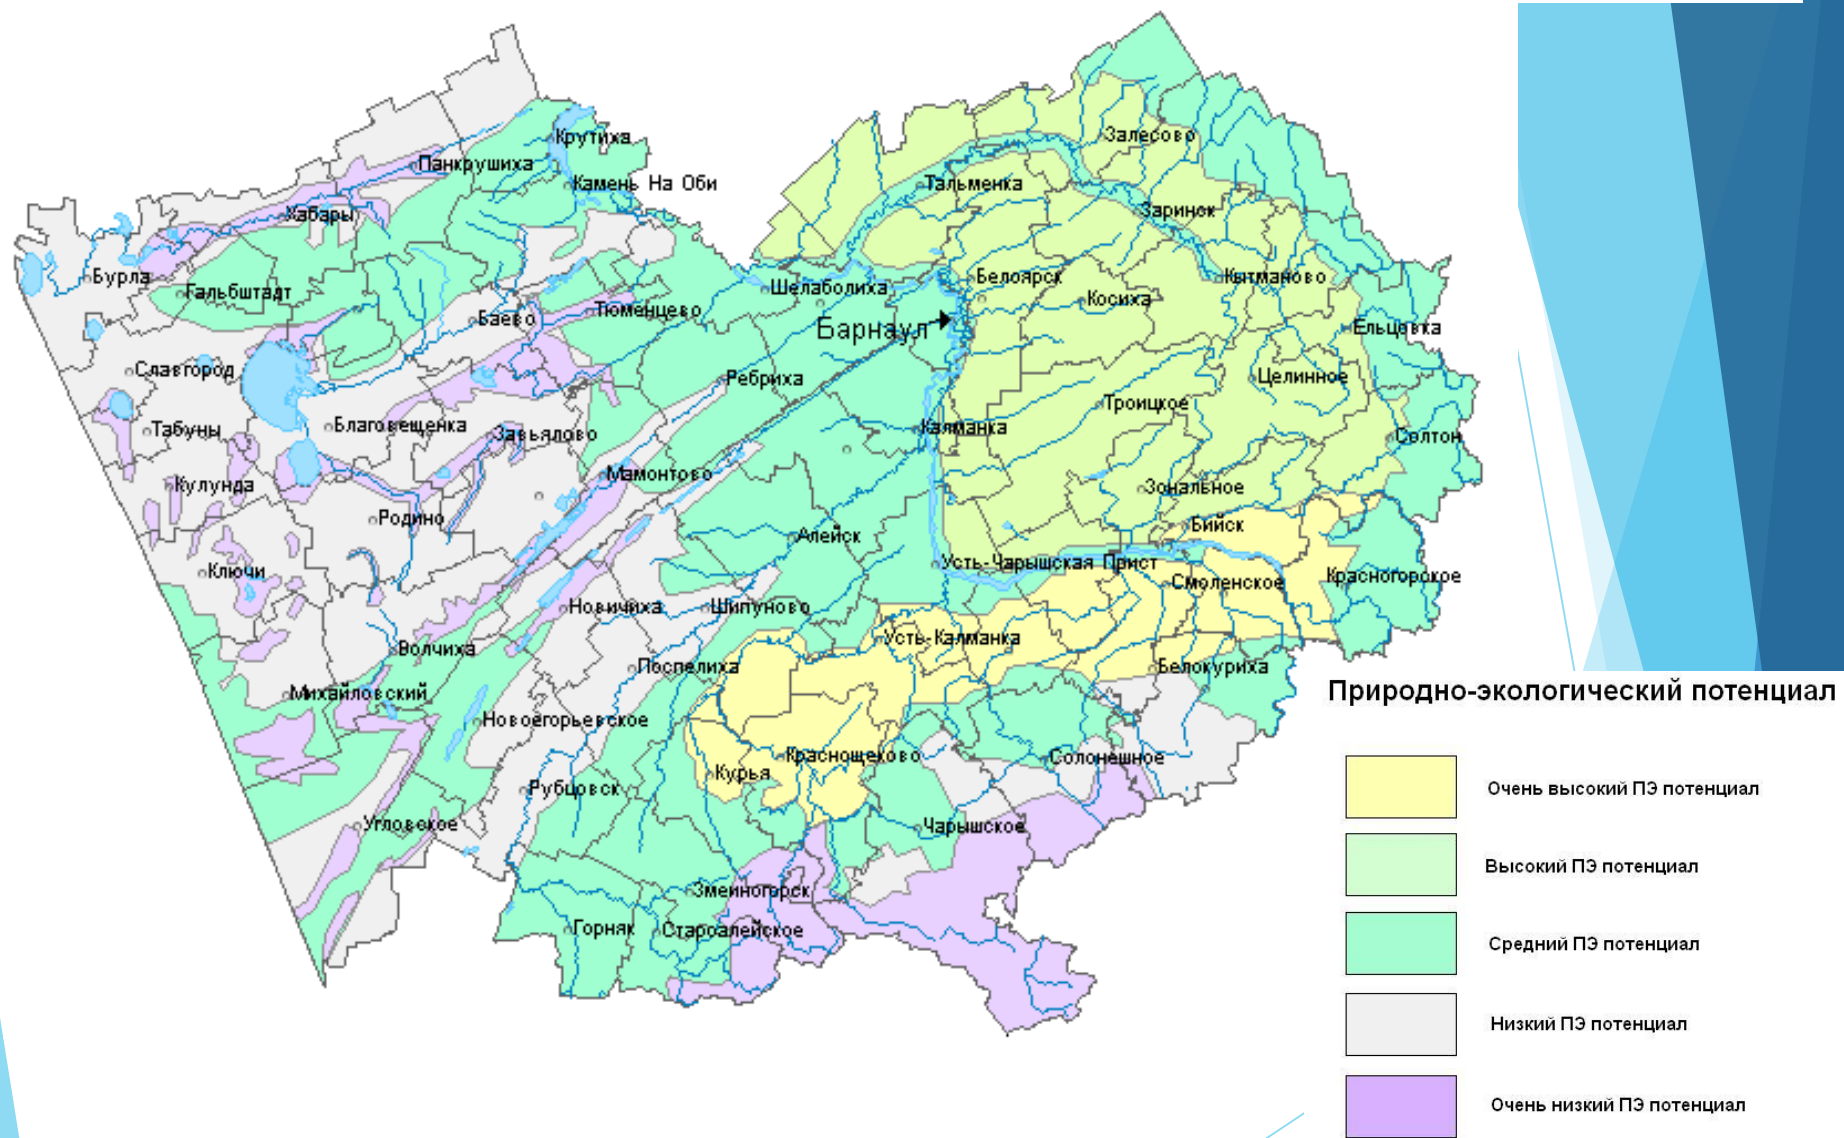 Крутиха
Залесово
Панкрушиха
Камень На Оби
Тальменка
Хабары
Заринск
Бурла
Белоярск
Кытманово
Гальбштадт
Шелаболиха
Косиха
Баево
Тюменцево
Барнаул
Ельцовка
Славгород
Ребриха
Целинное
Троицкое
Табуны
Благовещенка
Завьялово
Калманка
Солтон
Мамонтово
Кулунда
Зональное
Родино
Бийск
Алейск
Усть-Чарышская Прист
Ключи
Смоленское
Красногорское
Новичиха
Шипуново
Усть-Калманка
Волчиха
Поспелиха
Белокуриха
Михайловский
Новоегорьевское
Краснощеково
Солонешное
Курья
Рубцовск
Угловское
Чарышское
Змеиногорск
Горняк
Староалейское
Природно-экологический потенциал
Очень высокий ПЭ потенциал
Высокий ПЭ потенциал
Средний ПЭ потенциал
Низкий ПЭ потенциал
Очень низкий ПЭ потенциал